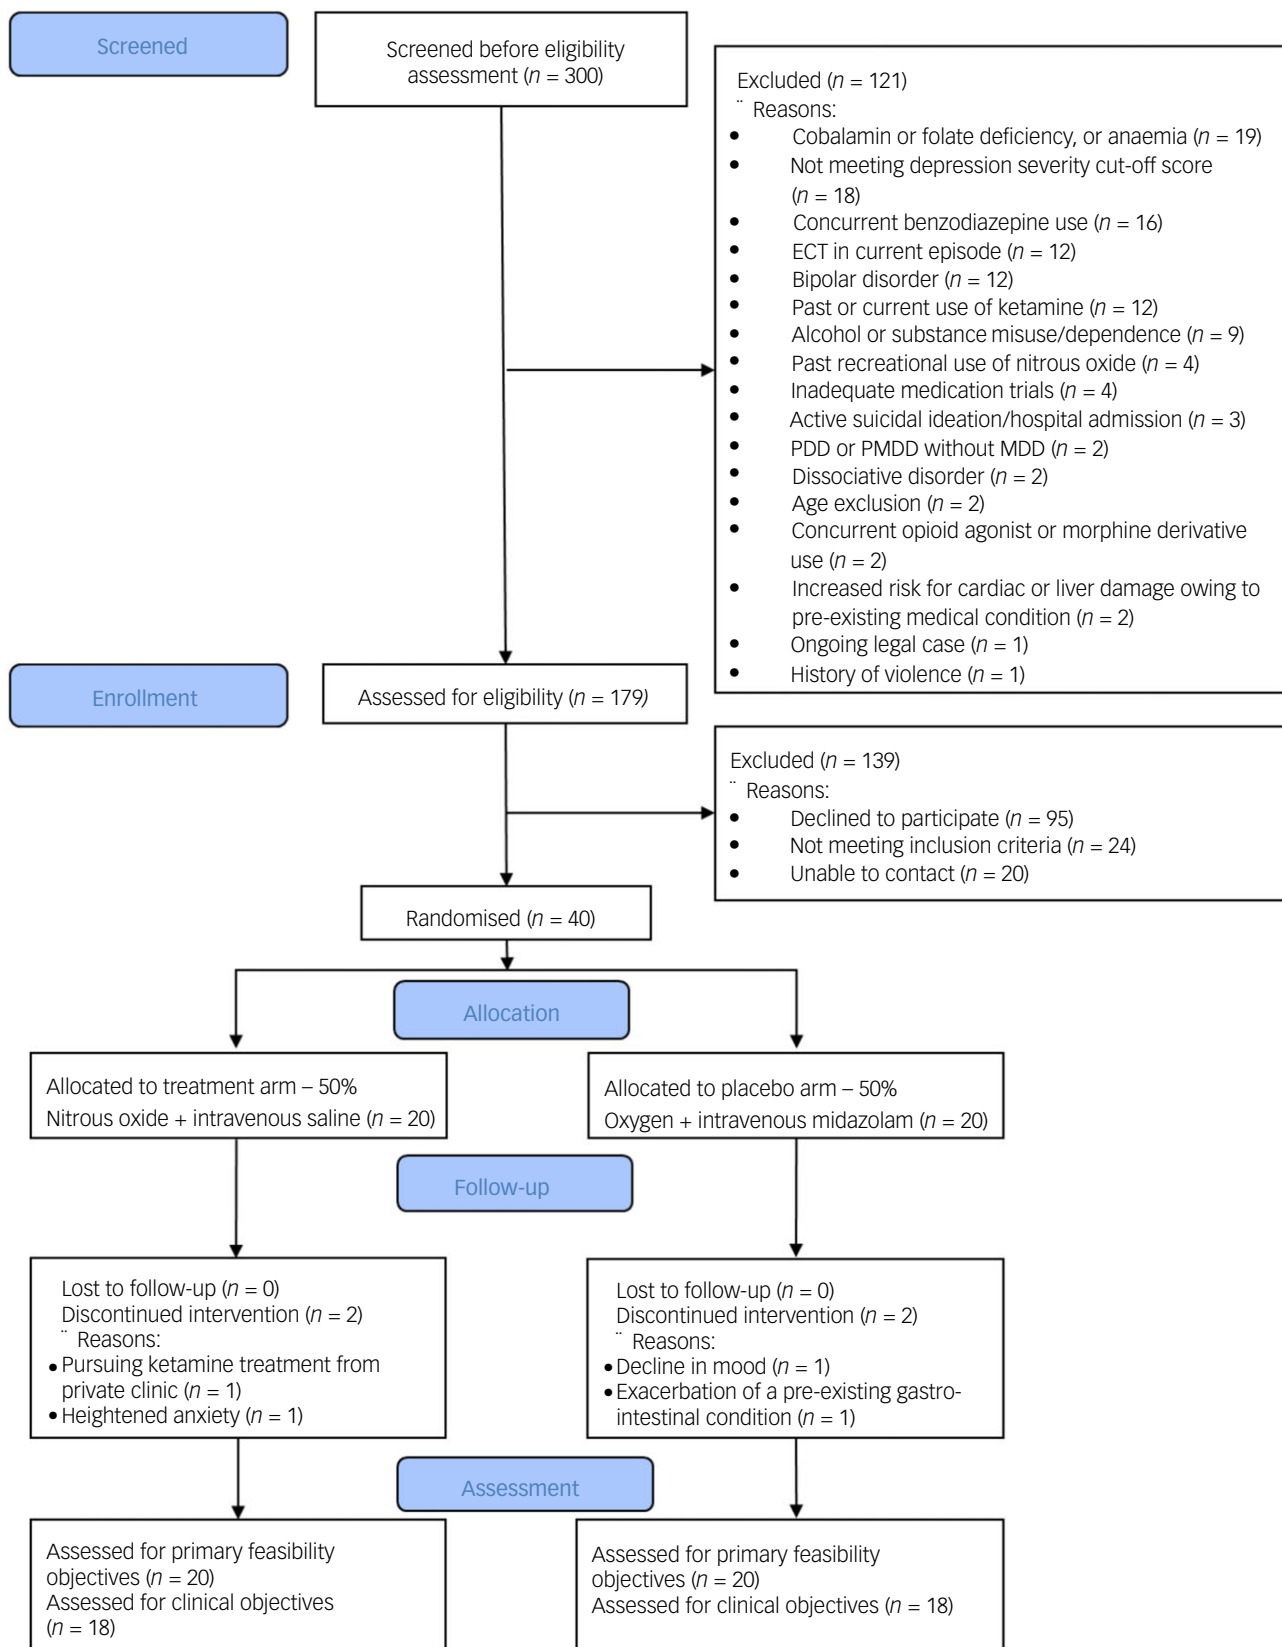 Screened
Screened before eligibility
assessment (n = 300)
Excluded (n = 121)
¨ Reasons:
• Cobalamin or folate deficiency, or anaemia (n = 19)
• Not meeting depression severity cut-off score
(n = 18)
• Concurrent benzodiazepine use (n = 16)
• ECT in current episode (n = 12)
• Bipolar disorder (n = 12)
• Past or current use of ketamine (n = 12)
• Alcohol or substance misuse/dependence (n = 9)
• Past recreational use of nitrous oxide (n = 4)
• Inadequate medication trials (n = 4)
• Active suicidal ideation/hospital admission (n = 3)
• PDD or PMDD without MDD (n = 2)
• Dissociative disorder (n = 2)
• Age exclusion (n = 2)
• Concurrent opioid agonist or morphine derivative
use (n = 2)
• Increased risk for cardiac or liver damage owing to
pre-existing medical condition (n = 2)
• Ongoing legal case (n = 1)
• History of violence (n = 1)
Enrollment
Assessed for eligibility (n = 179)
Excluded (n = 139)
¨ Reasons:
• Declined to participate (n = 95)
• Not meeting inclusion criteria (n = 24)
• Unable to contact (n = 20)
Randomised (n = 40)
Allocation
Allocated to treatment arm – 50%
Nitrous oxide + intravenous saline (n = 20)
Allocated to placebo arm – 50%
Oxygen + intravenous midazolam (n = 20)
Follow-up
Lost to follow-up (n = 0)
Discontinued intervention (n = 2)
¨ Reasons:
• Pursuing ketamine treatment from
private clinic (n = 1)
• Heightened anxiety (n = 1)
Lost to follow-up (n = 0)
Discontinued intervention (n = 2)
¨ Reasons:
• Decline in mood (n = 1)
• Exacerbation of a pre-existing gastro-
intestinal condition (n = 1)
Assessment
Assessed for primary feasibility
objectives (n = 20)
Assessed for clinical objectives
(n = 18)
Assessed for primary feasibility
objectives (n = 20)
Assessed for clinical objectives (n = 18)